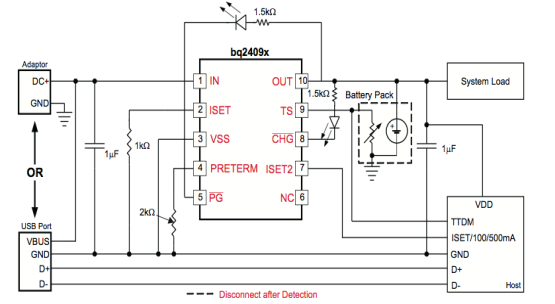 1.5kΩ
bq2409x
Adaptor
DC+
GND
1 IN
OUT 10
System Load
1.5kΩ
Battery Pack
2 ISET
TS 9
+
OR
1µF
1kΩ
3 VSS
CHG 8
1µF
4 PRETERM
ISET2 7
2kΩ
5 PG
NC 6
USB Port
VBUS
GND
D+
D-
VDD
TTDM
ISET/100/500mA
GND
D+
D-
Host
Disconnect after Detection